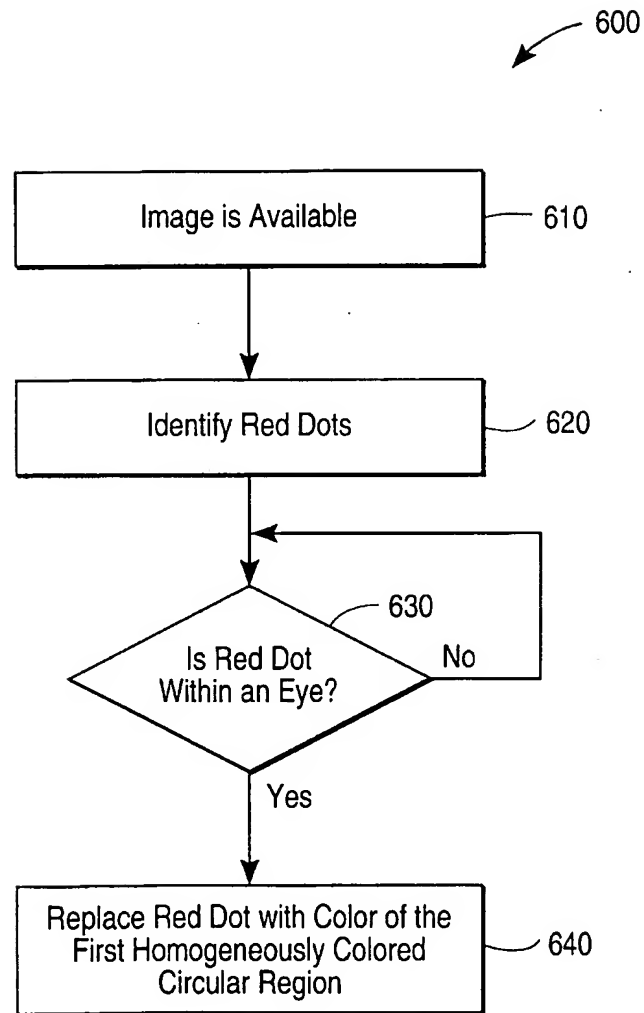 600
Image is Available
610
Identify Red Dots
620
630
Is Red Dot
Within an Eye?
No
Yes
Replace Red Dot with Color of the
First Homogeneously Colored
Circular Region
640